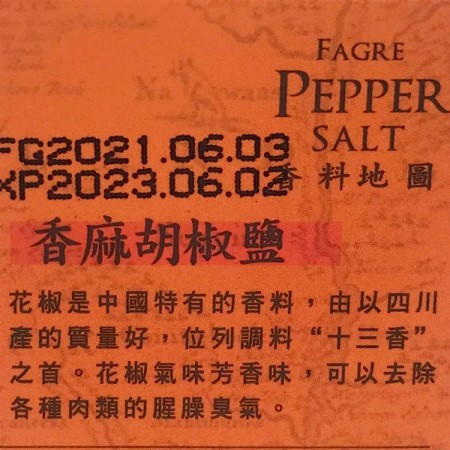 FAGRE
PEPPER
SALT
FG2021.06.03
XP2023.06.02
香料地圖
香麻胡椒鹽
花椒是中國特有的香料，由以四川
產的質量好，位列調料“十三香”
之首。花椒氣味芳香味，可以去除
各種肉類的腥臊臭氣。